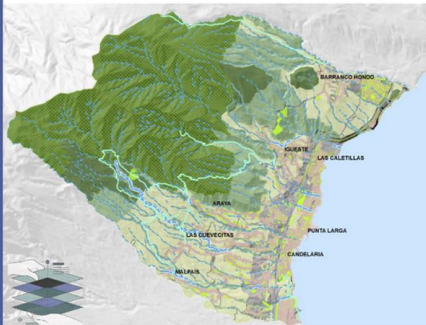 BARRANCO HONDO
IGUESTE
LAS CALETILLAS
ARAYA
LAS CUEVECITAS
PUNTA LARGA
CANDELARIA
MALPAIS